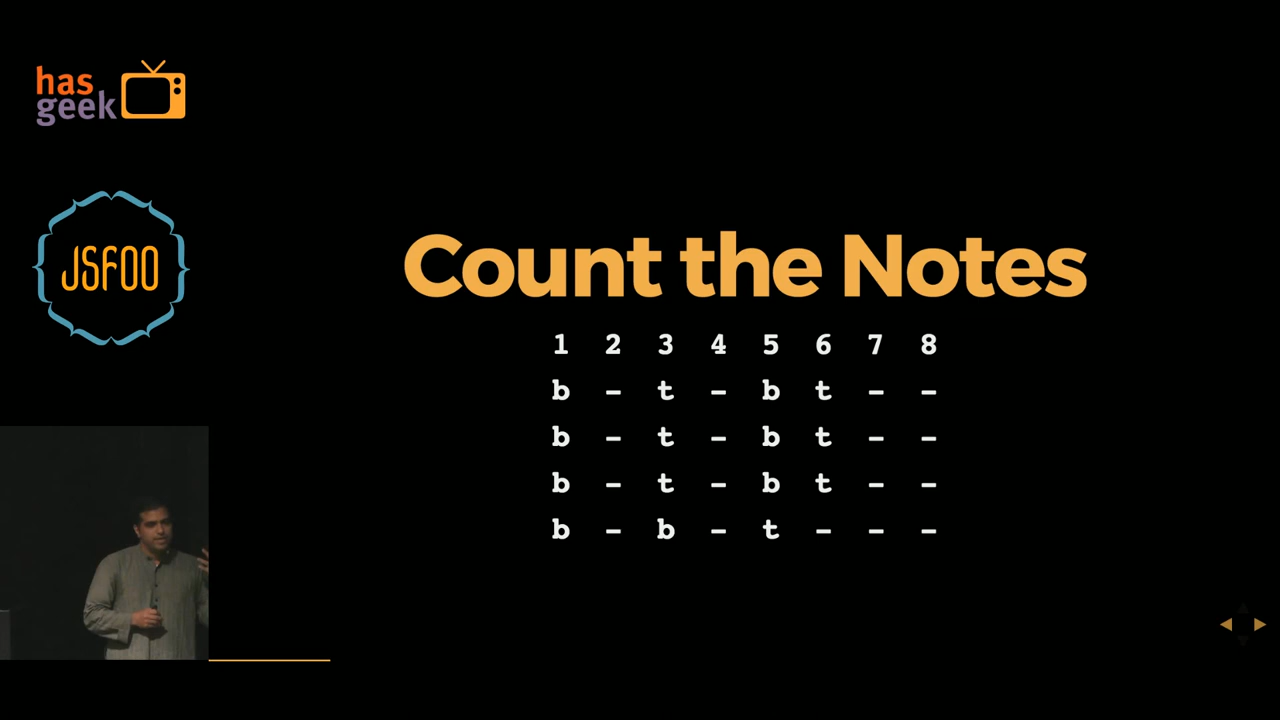 has
geek
JSFOO
Count the Notes
1 2 3 4 5 6 7 8
b - t - b t - -
b - t - b t - -
b - t - b t - -
b - b - t - - -